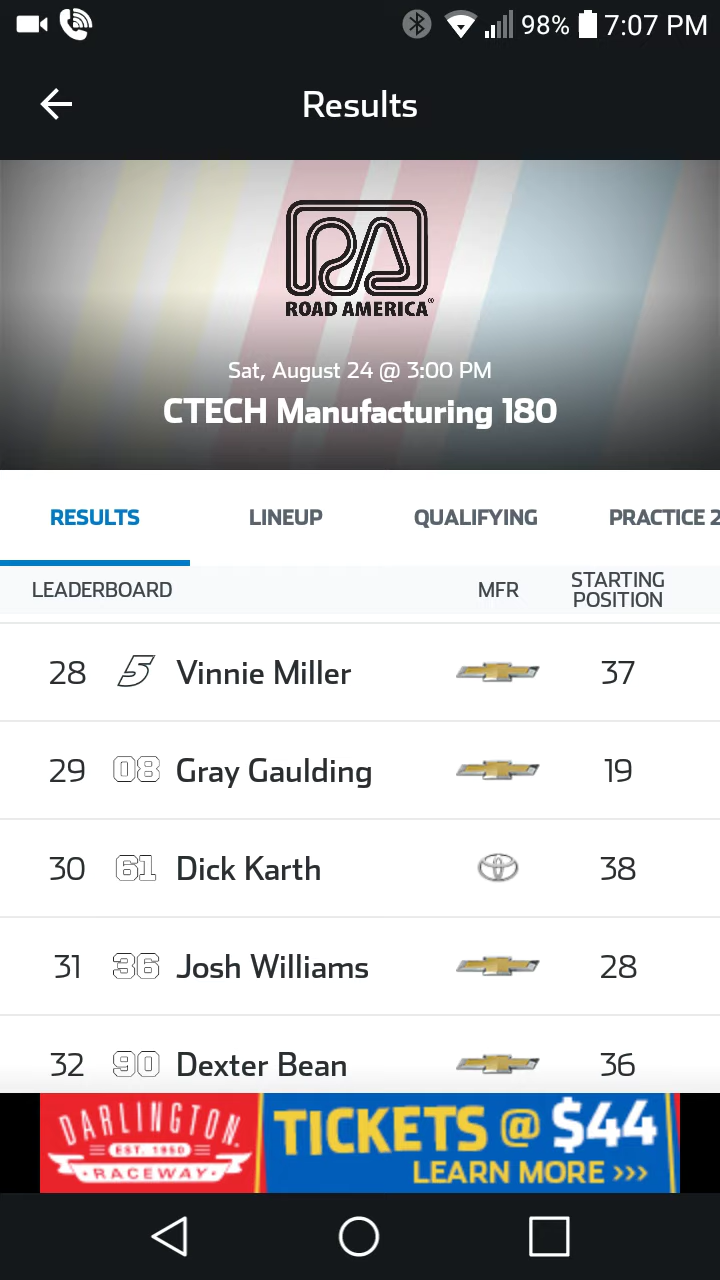 98% 7:07 PM
Results
ROAD AMERICA®
Sat, August 24 @ 3:00 PM
CTECH Manufacturing 180
RESULTS LINEUP QUALIFYING PRACTICE 2
LEADERBOARD MFR STARTING POSITION
28 5 Vinnie Miller 37
29 08 Gray Gaulding 19
30 61 Dick Karth 38
31 36 Josh Williams 28
32 90 Dexter Bean 36
DARLINGTON
EST. 1950
RACEWAY
TICKETS @ $44
LEARN MORE >>>